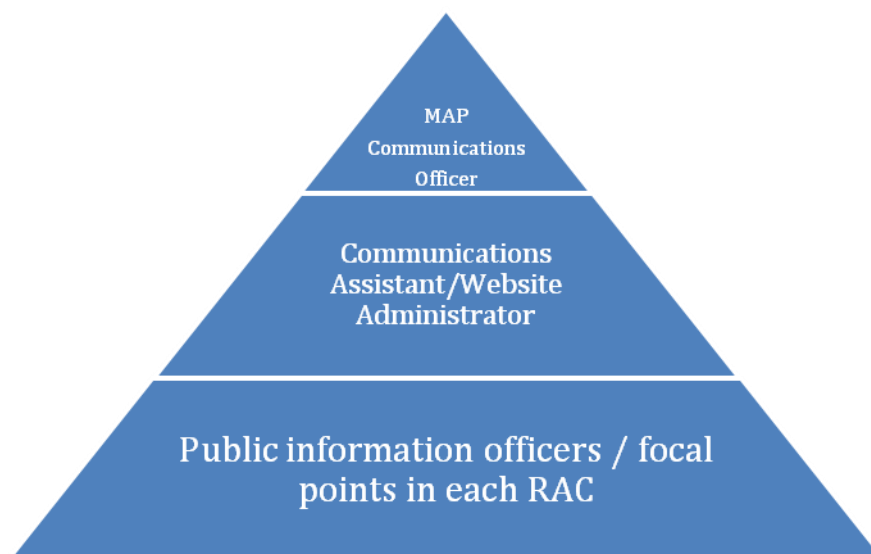 MAP
Communications
Officer
Communications
Assistant/Website
Administrator
Public information officers / focal
points in each RAC